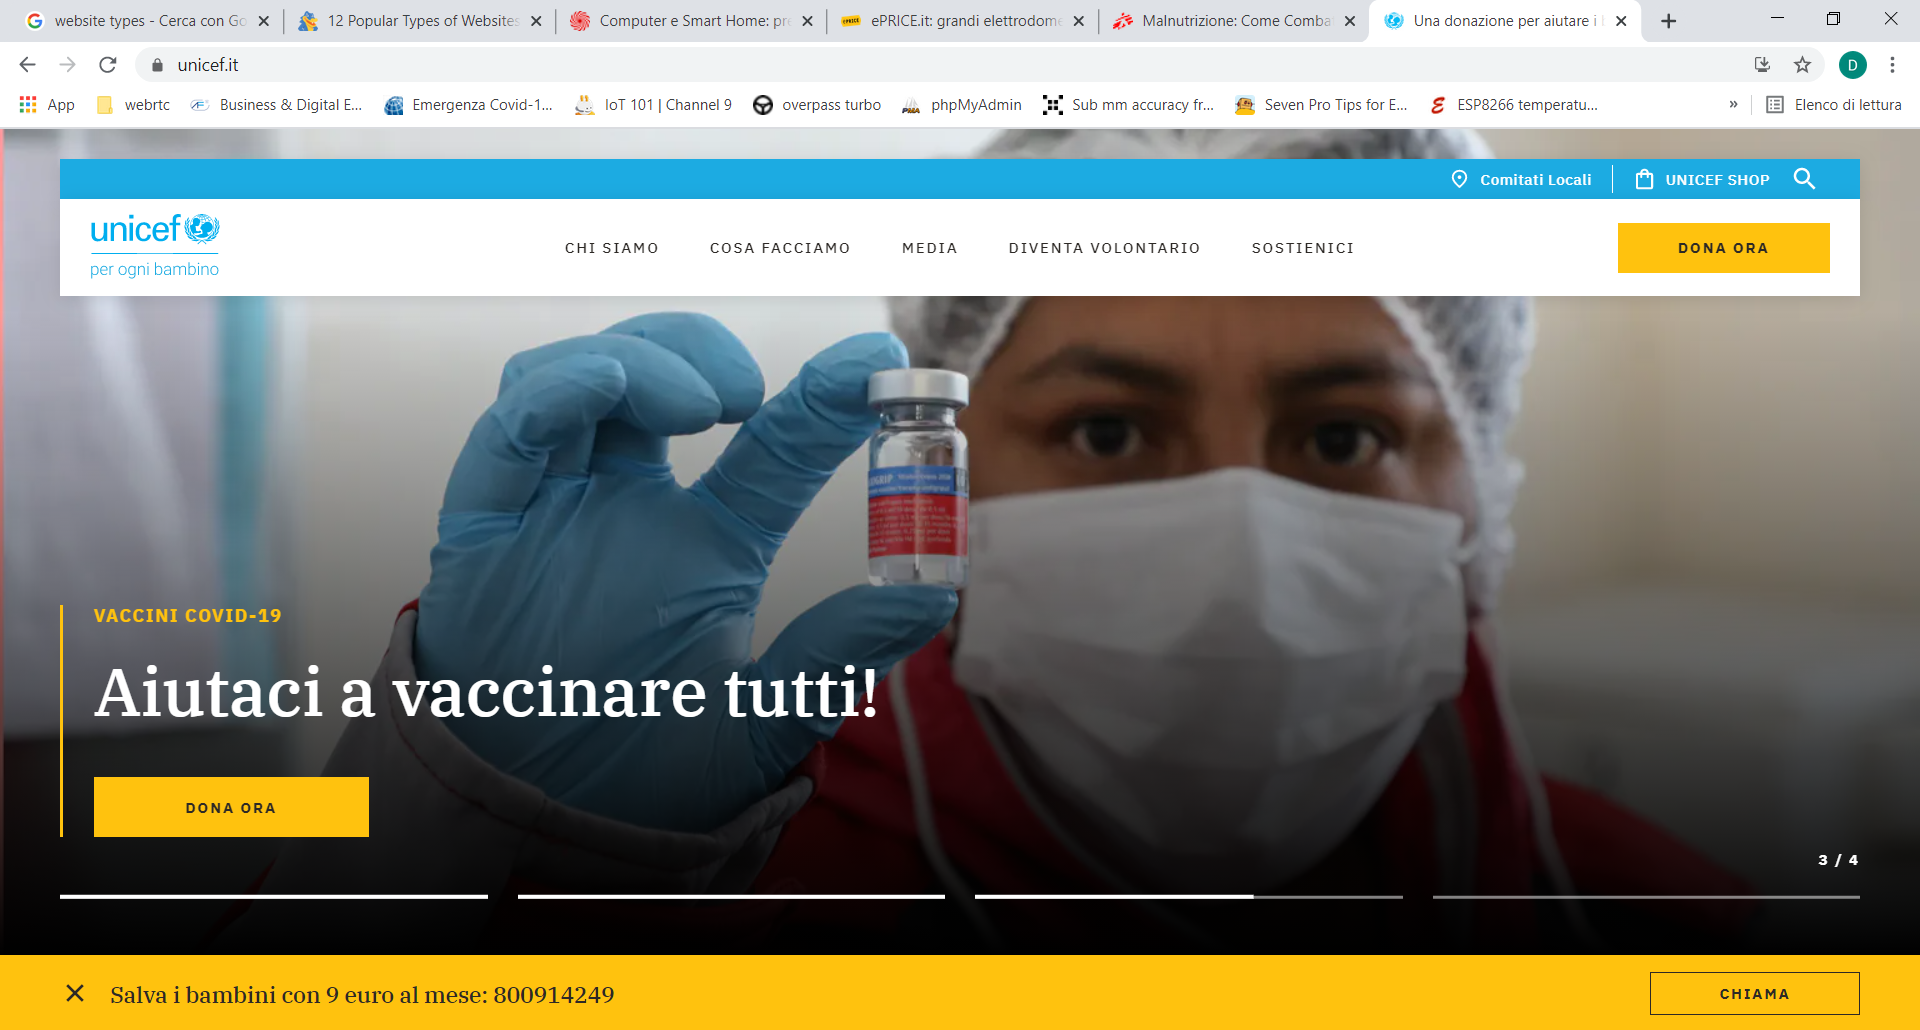 website types - Cerca con Go
12 Popular Types of Websites
Computer e Smart Home: pre
ePRICE.it: grandi elettrodome
Malnutrizione: Come Comba
Una donazione per aiutare i
unicef.it
D
App
webrtc
Business & Digital E...
Emergenza Covid-1...
IoT 101 | Channel 9
overpass turbo
phpMyAdmin
Sub mm accuracy fr...
Seven Pro Tips for E...
ESP8266 temperatu...
»
Elenco di lettura
Comitati Locali
UNICEF SHOP
unicef
per ogni bambino
CHI SIAMO
COSA FACCIAMO
MEDIA
DIVENTA VOLONTARIO
SOSTIENICI
DONA ORA
VACCINI COVID-19
Aiutaci a vaccinare tutti!
DONA ORA
3 / 4
Salva i bambini con 9 euro al mese: 800914249
CHIAMA